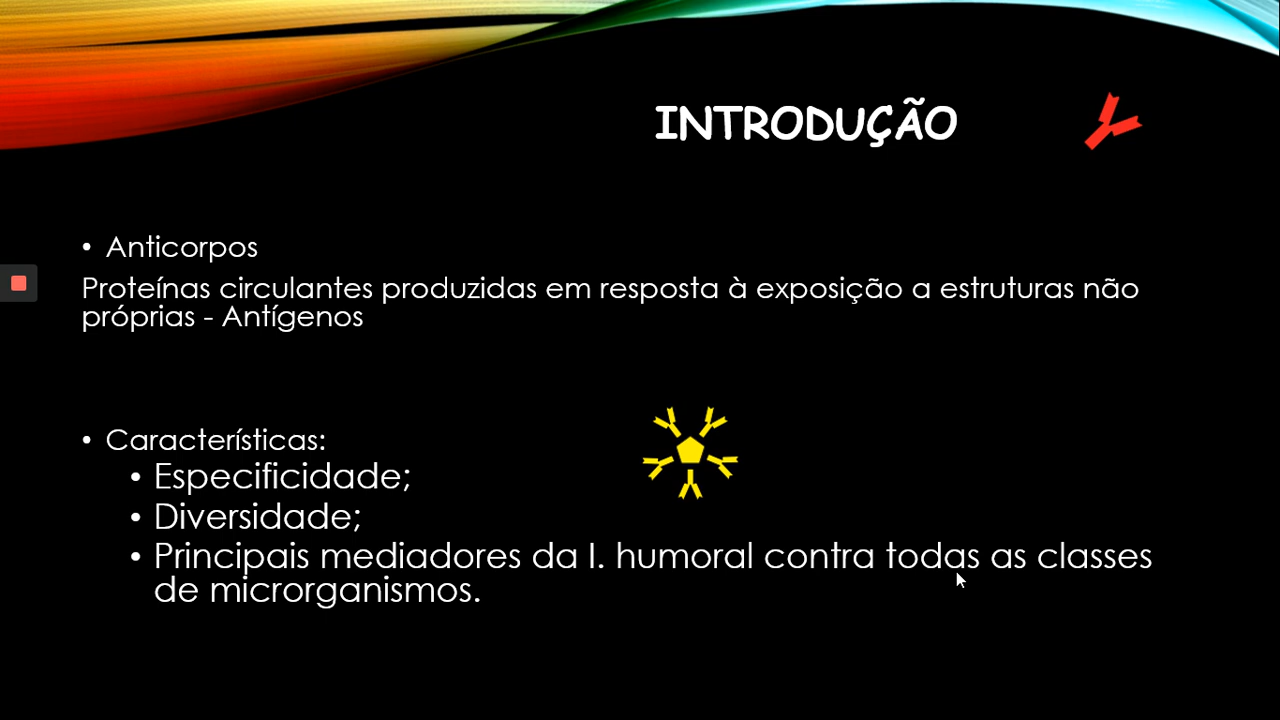 INTRODUÇÃO
• Anticorpos
Proteínas circulantes produzidas em resposta à exposição a estruturas não
próprias - Antígenos
• Características:
• Especificidade;
• Diversidade;
• Principais mediadores da I. humoral contra todas as classes
de microrganismos.